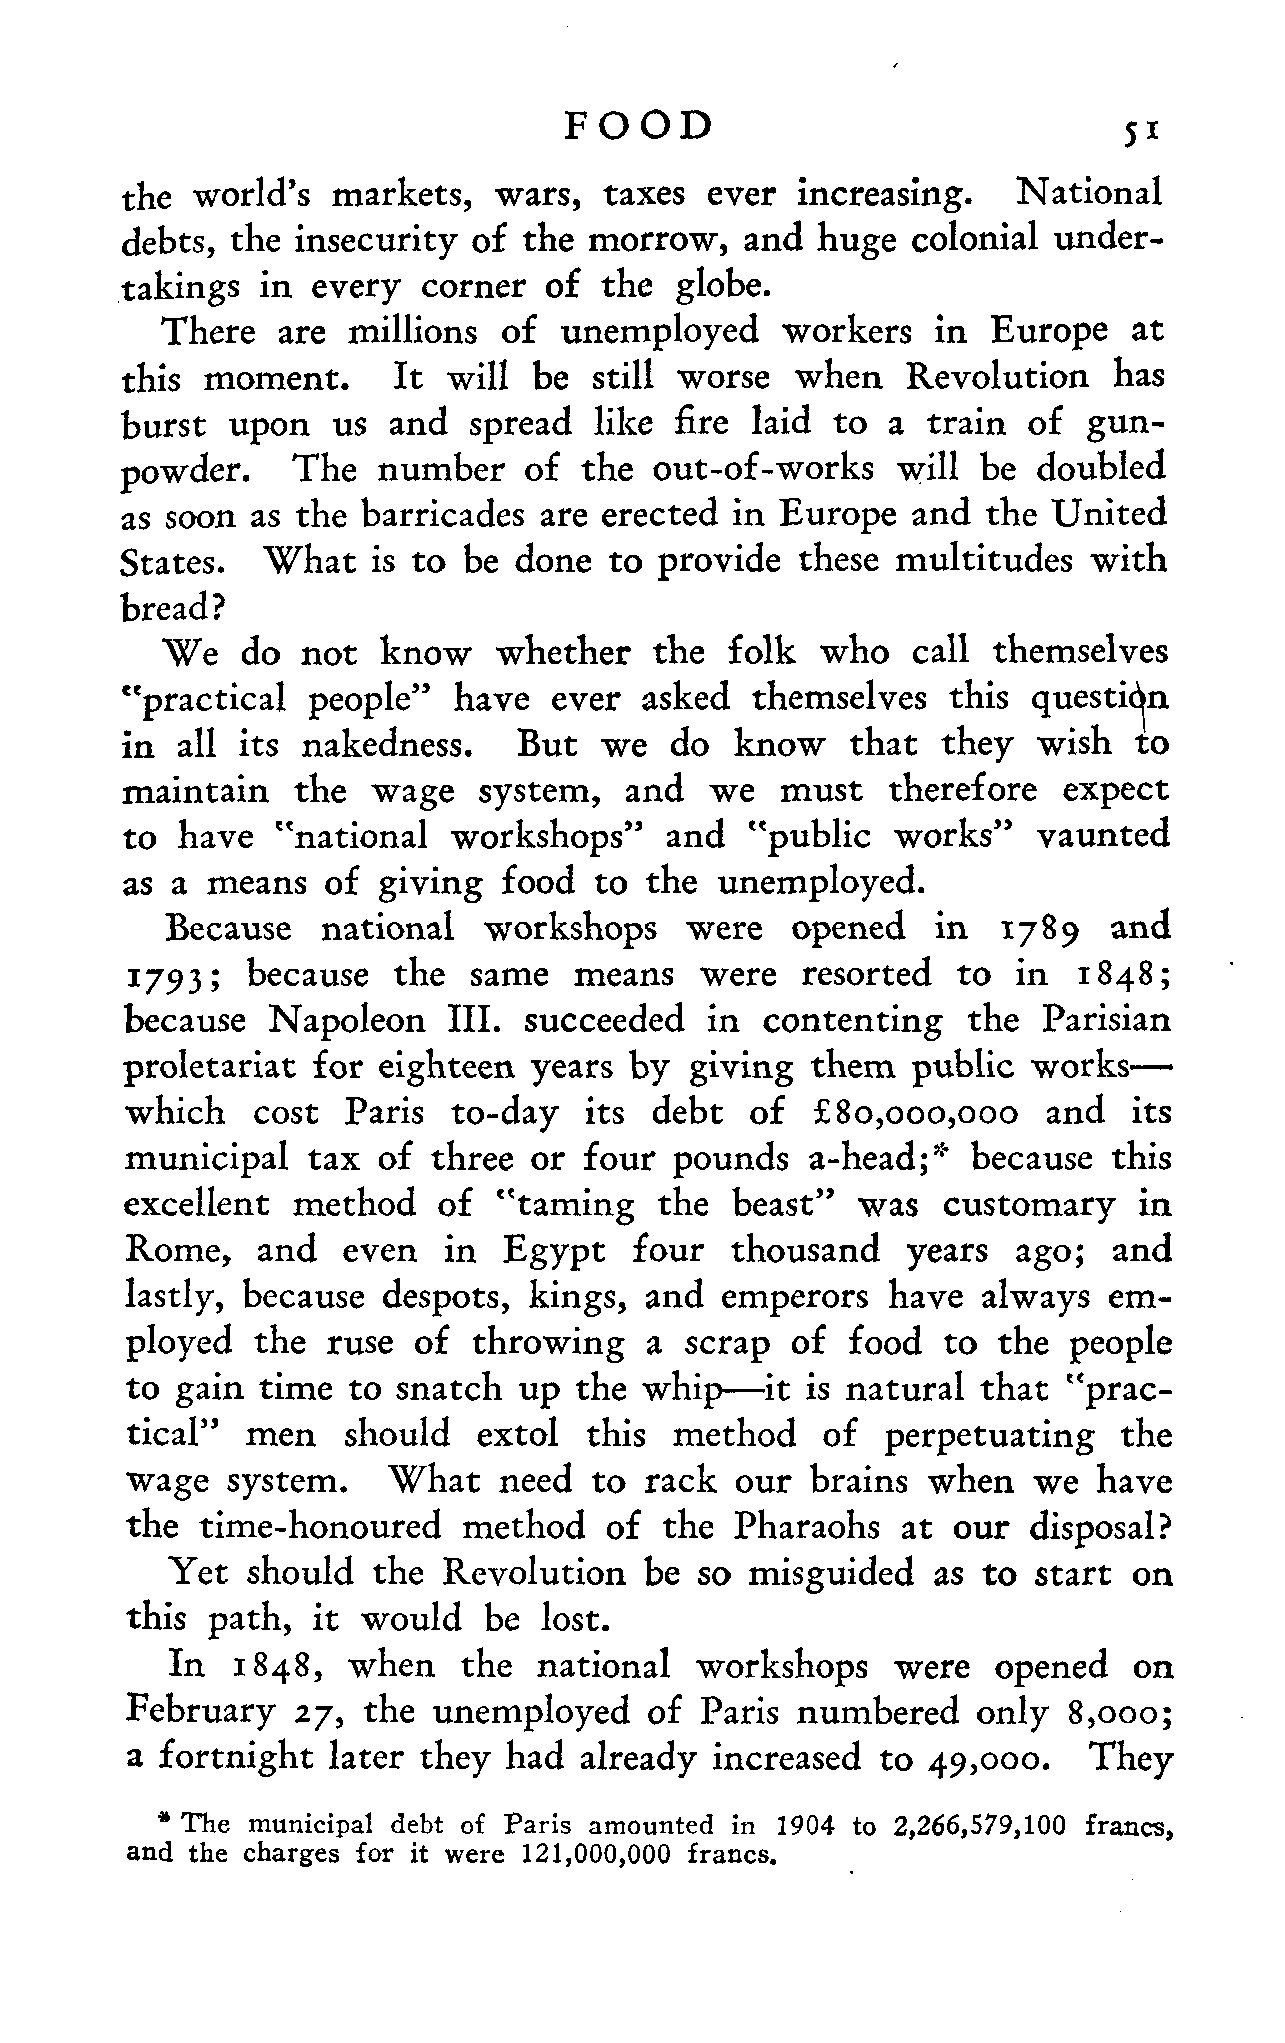 FOOD 51
the world's markets, wars, taxes ever increasing. National
debts, the insecurity of the morrow, and huge colonial under-
takings in every corner of the globe.
There are millions of unemployed workers in Europe at
this moment. It will be still worse when Revolution has
burst upon us and spread like fire laid to a train of gun-
powder. The number of the out-of-works will be doubled
as soon as the barricades are erected in Europe and the United
States. What is to be done to provide these multitudes with
bread?
We do not know whether the folk who call themselves
"practical people" have ever asked themselves this question
in all its nakedness. But we do know that they wish to
maintain the wage system, and we must therefore expect
to have "national workshops" and "public works" vaunted
as a means of giving food to the unemployed.
Because national workshops were opened in 1789 and
1793; because the same means were resorted to in 1848;
because Napoleon III. succeeded in contenting the Parisian
proletariat for eighteen years by giving them public works—
which cost Paris to-day its debt of £80,000,000 and its
municipal tax of three or four pounds a-head;* because this
excellent method of "taming the beast" was customary in
Rome, and even in Egypt four thousand years ago; and
lastly, because despots, kings, and emperors have always em-
ployed the ruse of throwing a scrap of food to the people
to gain time to snatch up the whip—it is natural that "prac-
tical" men should extol this method of perpetuating the
wage system. What need to rack our brains when we have
the time-honoured method of the Pharaohs at our disposal?
Yet should the Revolution be so misguided as to start on
this path, it would be lost.
In 1848, when the national workshops were opened on
February 27, the unemployed of Paris numbered only 8,000;
a fortnight later they had already increased to 49,000. They
* The municipal debt of Paris amounted in 1904 to 2,266,579,100 francs,
and the charges for it were 121,000,000 francs.